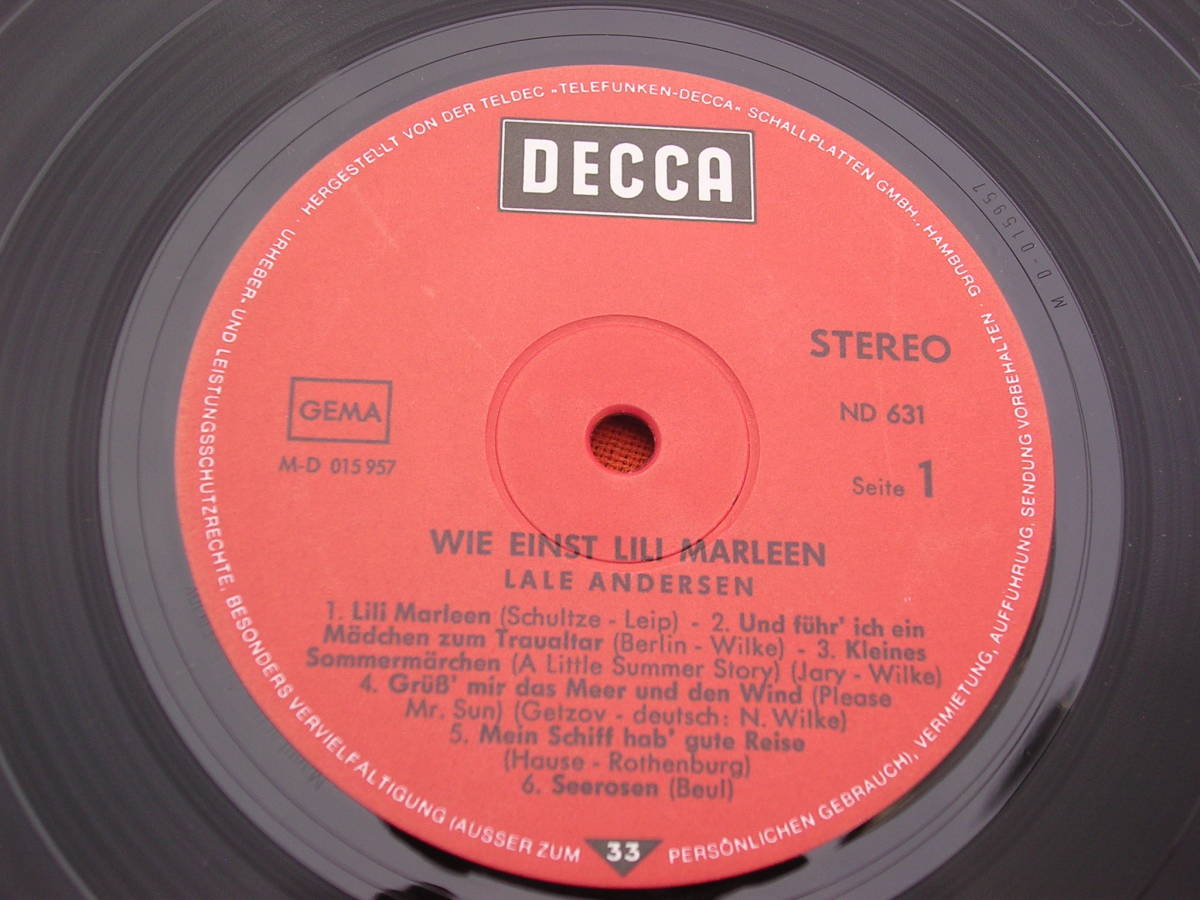 HERGESTELLT VON DER TELDEC »TELEFUNKEN-DECCA« SCHALLPLATTEN GMBH., HAMBURG · URHEBER- UND LEISTUNGSSCHUTZRECHTE, BESONDERS VERVIELFÄLTIGUNG (AUSSER ZUM PERSÖNLICHEN GEBRAUCH), VERMIETUNG, AUFFÜHRUNG, SENDUNG VORBEHALTEN ·
DECCA
M D-015957
STEREO
ND 631
Seite 1
GEMA
M-D 015 957
WIE EINST LILI MARLEEN
LALE ANDERSEN
1. Lili Marleen (Schultze - Leip) - 2. Und führ' ich ein
Mädchen zum Traualtar (Berlin - Wilke) - 3. Kleines
Sommermärchen (A Little Summer Story) (Jary - Wilke)
4. Grüß' mir das Meer und den Wind (Please
Mr. Sun) (Getzov - deutsch: N. Wilke)
5. Mein Schiff hab' gute Reise
(Hause - Rothenburg)
6. Seerosen (Beul)
33